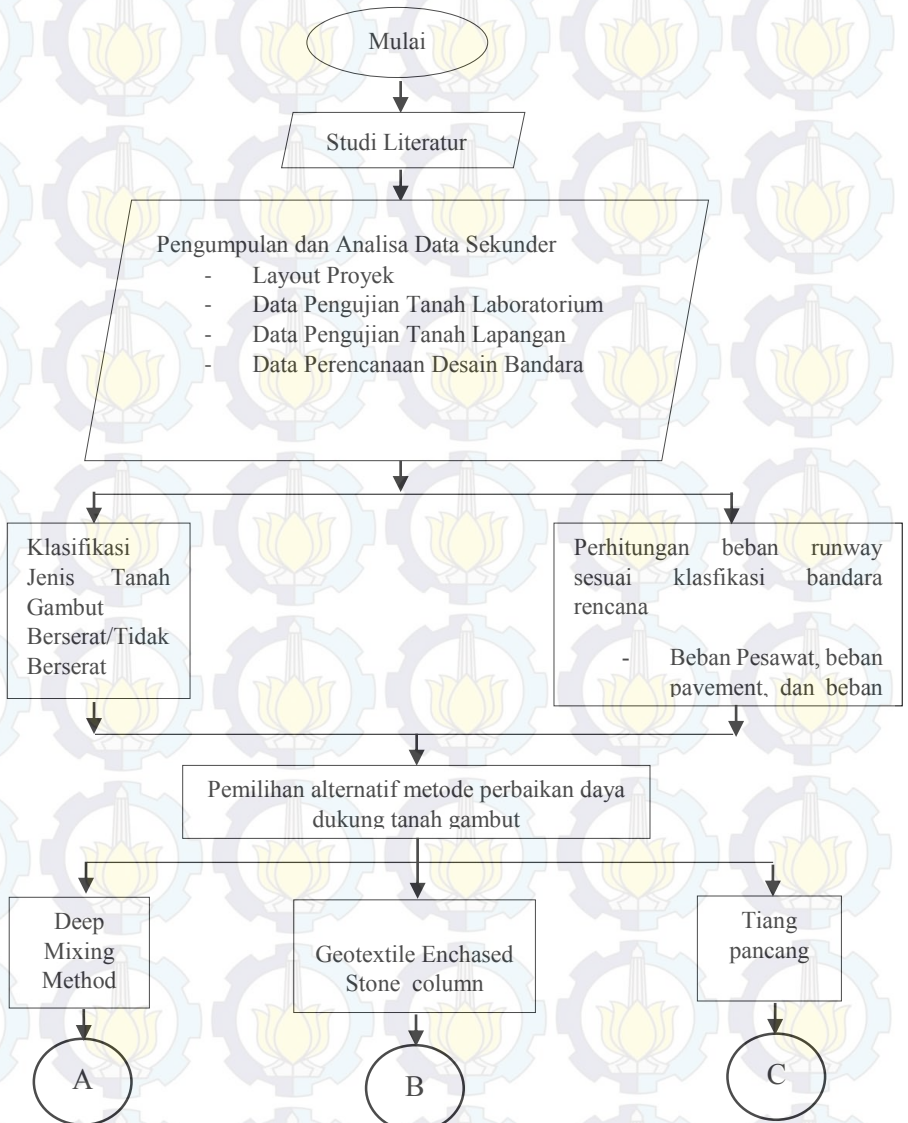 Mulai
Studi Literatur
Pengumpulan dan Analisa Data Sekunder
- Layout Proyek
- Data Pengujian Tanah Laboratorium
- Data Pengujian Tanah Lapangan
- Data Perencanaan Desain Bandara
Klasifikasi
Jenis Tanah
Gambut
Berserat/Tidak
Berserat
Perhitungan beban runway
sesuai klasfikasi bandara
rencana
- Beban Pesawat, beban
pavement, dan beban
Pemilihan alternatif metode perbaikan daya
dukung tanah gambut
Deep
Mixing
Method
Geotextile Enchased
Stone column
Tiang
pancang
A
B
C